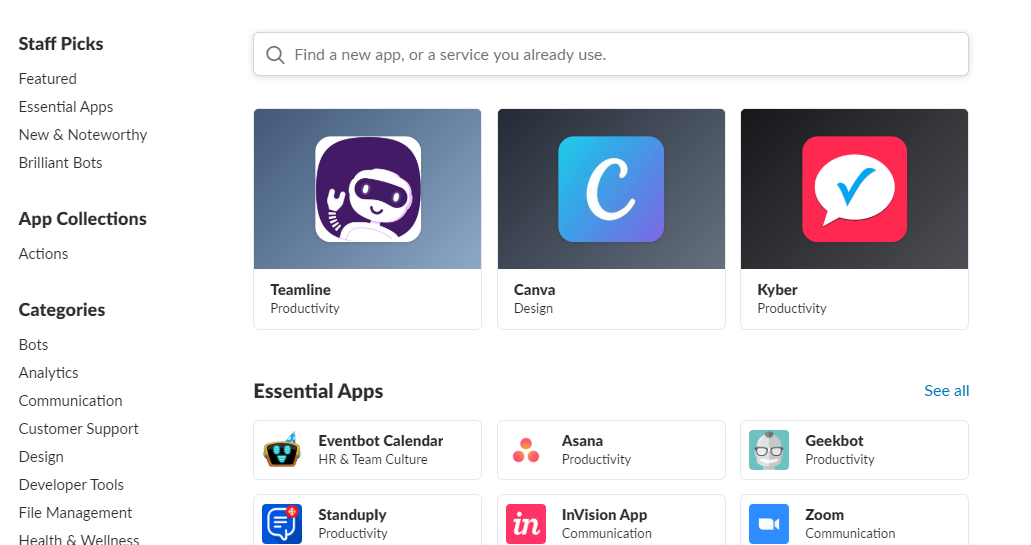 Staff Picks
Featured
Essential Apps
New & Noteworthy
Brilliant Bots
App Collections
Actions
Categories
Bots
Analytics
Communication
Customer Support
Design
Developer Tools
File Management
Health & Wellness
Find a new app, or a service you already use.
C
Teamline
Productivity
Canva
Design
Kyber
Productivity
Essential Apps
See all
Eventbot Calendar
HR & Team Culture
Asana
Productivity
Geekbot
Productivity
Standuply
Productivity
in
InVision App
Communication
Zoom
Communication